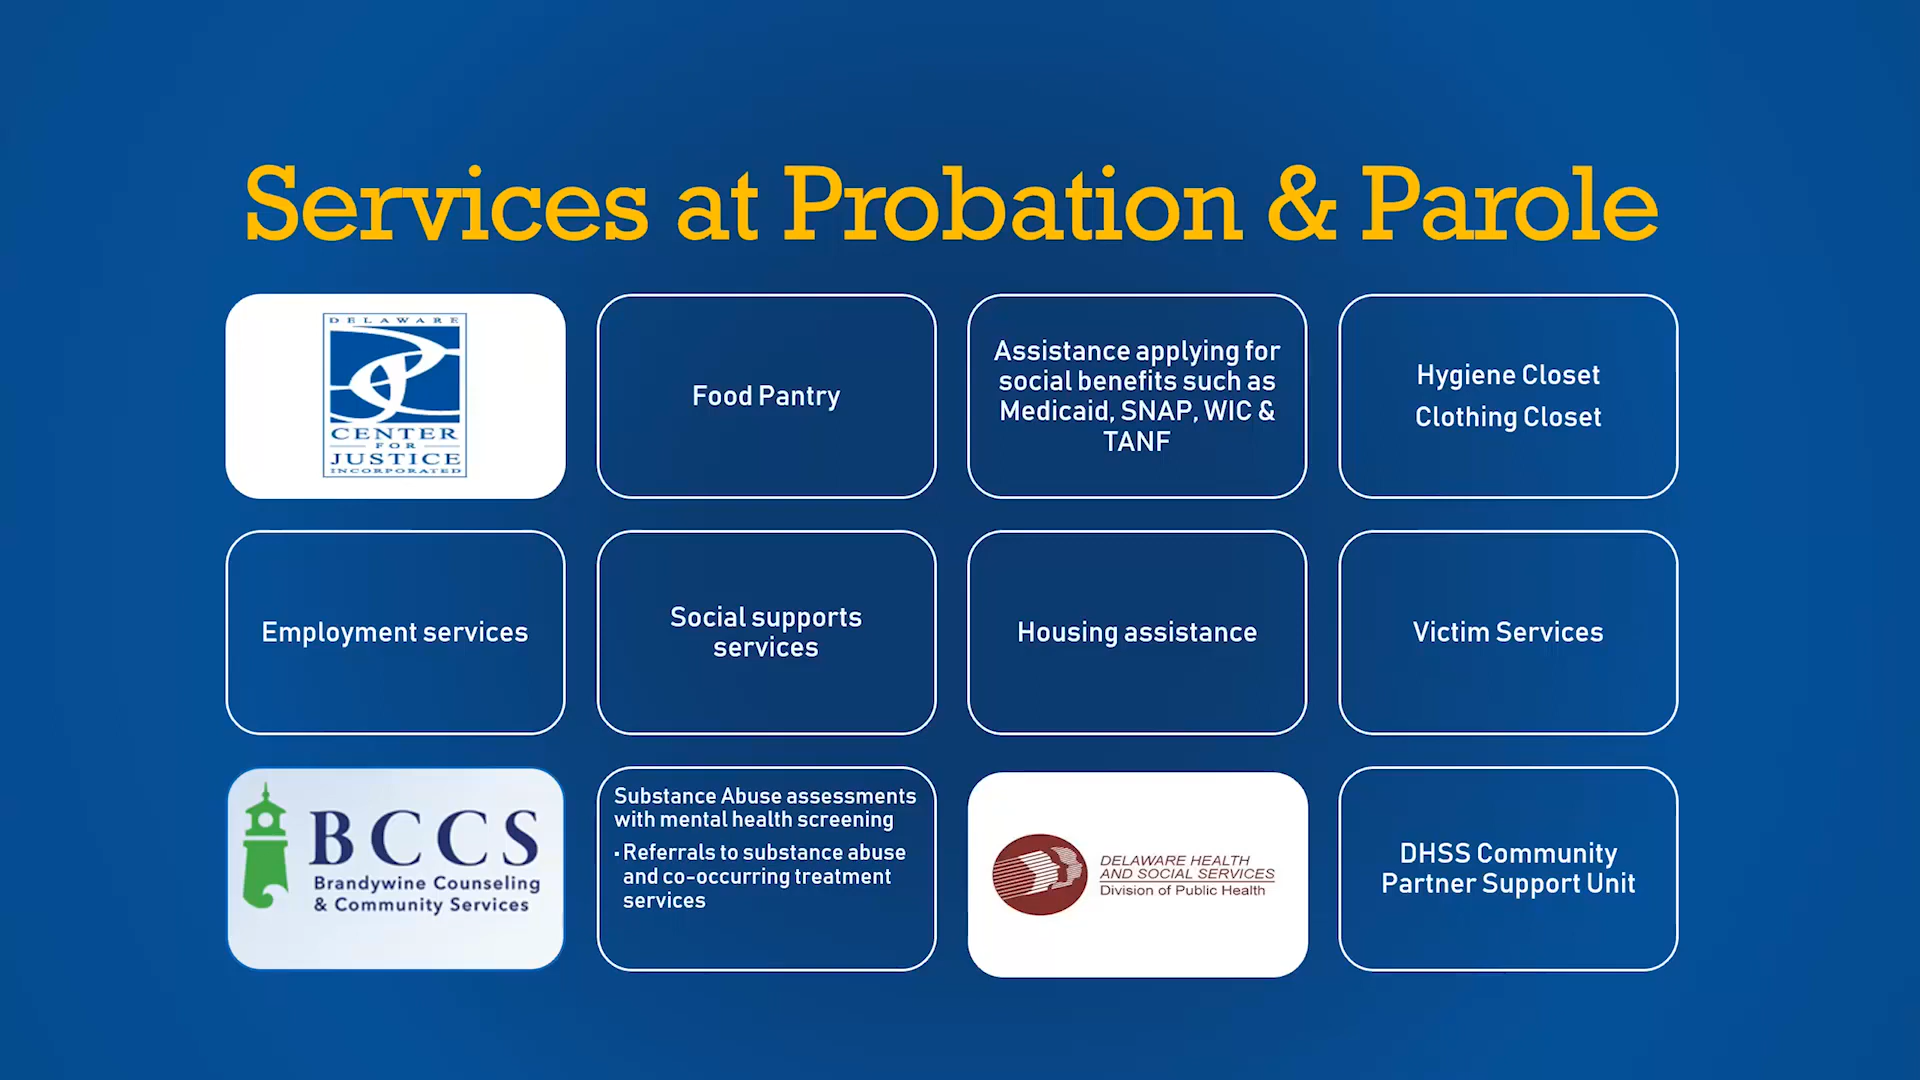 Services at Probation & Parole
DELAWARE
CENTER
FOR
JUSTICE
INCORPORATED
Food Pantry
Assistance applying for
social benefits such as
Medicaid, SNAP, WIC &
TANF
Hygiene Closet
Clothing Closet
Employment services
Social supports
services
Housing assistance
Victim Services
BCCS
Brandywine Counseling
& Community Services
Substance Abuse assessments
with mental health screening
▪ Referrals to substance abuse
and co-occurring treatment
services
DELAWARE HEALTH
AND SOCIAL SERVICES
Division of Public Health
DHSS Community
Partner Support Unit